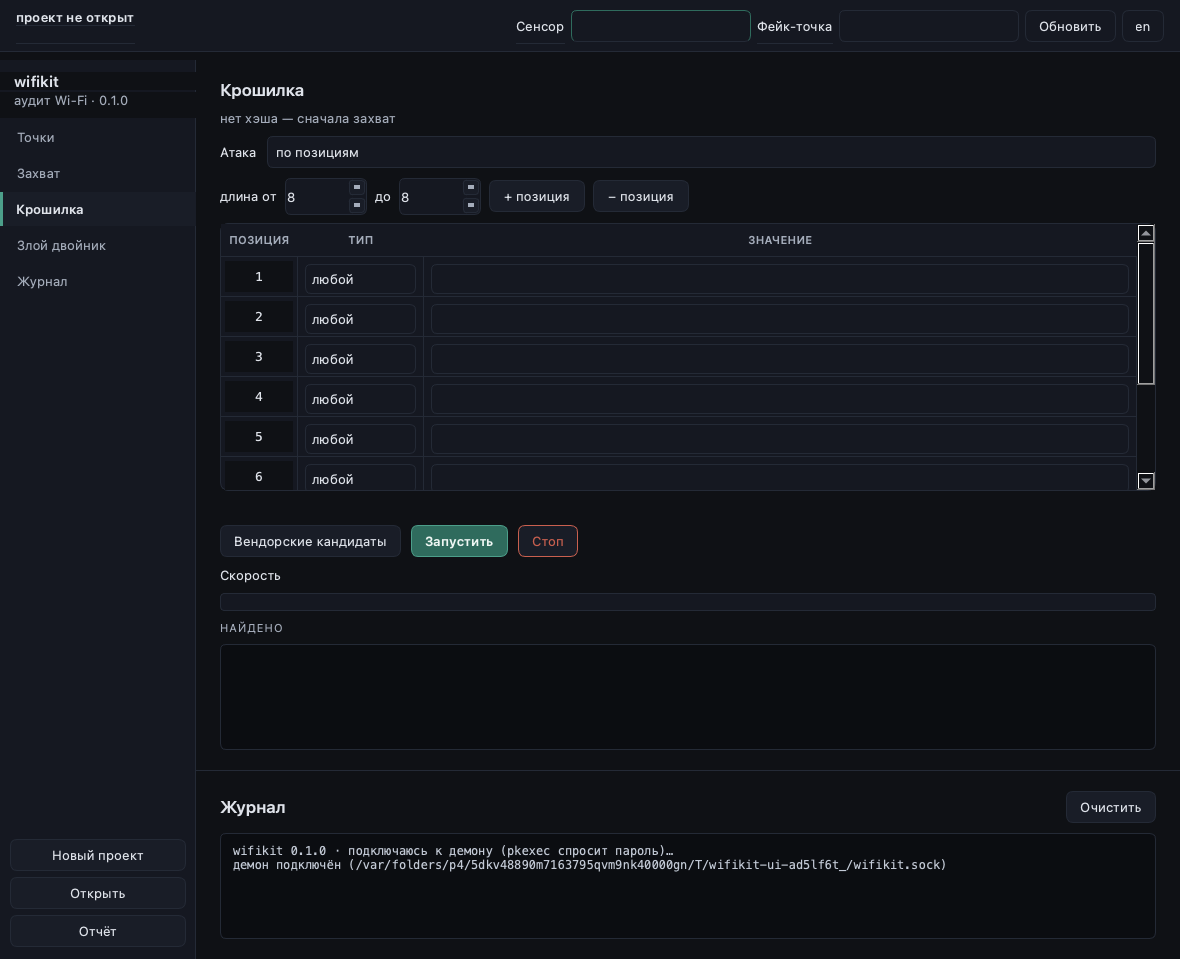 проект не открыт
Сенсор
Фейк-точка
Обновить
en
wifikit
аудит Wi-Fi · 0.1.0
Точки
Захват
Крошилка
Злой двойник
Журнал
Новый проект
Открыть
Отчёт
Крошилка
нет хэша — сначала захват
Атака по позициям
длина от 8 до 8 + позиция − позиция
ПОЗИЦИЯ ТИП ЗНАЧЕНИЕ
1 любой
2 любой
3 любой
4 любой
5 любой
6 любой
Вендорские кандидаты Запустить Стоп
Скорость
НАЙДЕНО
Журнал
Очистить
wifikit 0.1.0 · подключаюсь к демону (pkexec спросит пароль)…
демон подключён (/var/folders/p4/5dkv48890m7163795qvm9nk40000gn/T/wifikit-ui-ad5lf6t_/wifikit.sock)